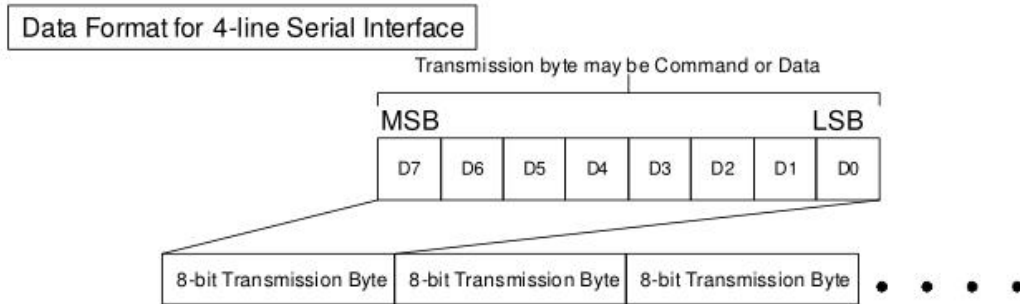 Data Format for 4-line Serial Interface
Transmission byte may be Command or Data
MSB LSB
D7 D6 D5 D4 D3 D2 D1 D0
8-bit Transmission Byte 8-bit Transmission Byte 8-bit Transmission Byte